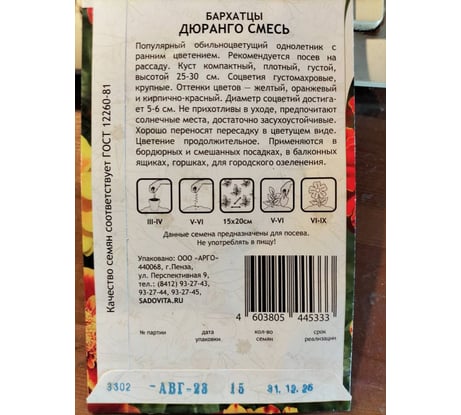 БАРХАТЦЫ
ДЮРАНГО СМЕСЬ
Популярный обильноцветущий однолетник с
ранним цветением. Рекомендуется посев на
рассаду. Куст компактный, плотный, густой,
высотой 25-30 см. Соцветия густомахровые,
крупные. Оттенки цветов — желтый, оранжевый
и кирпично-красный. Диаметр соцветий достига-
ет 5-6 см. Не прихотливы в уходе, предпочитают
солнечные места, достаточно засухоустойчивые.
Хорошо переносят пересадку в цветущем виде.
Цветение продолжительное. Применяются в
бордюрных и смешанных посадках, в балконных
ящиках, горшках, для городского озеленения.
III-IV V-VI 15х20см V-VI VI-IX
Данные семена предназначены для посева.
Не употреблять в пищу!
Упаковано: ООО «АРГО»
440068, г.Пенза,
ул. Перспективная 9,
тел.: (8412) 93-27-43,
93-27-44, 93-27-45,
SADOVITA.RU
4 603805 445333
№ партии дата упаковки кол-во семян срок реализации
3302 -АВГ-23 15 31.12.26
Качество семян соответствует ГОСТ 12260-81